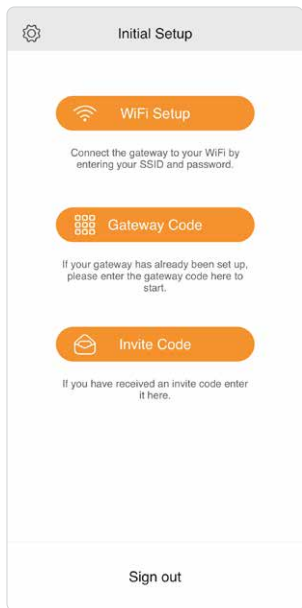 Initial Setup
WiFi Setup
Connect the gateway to your WiFi by
entering your SSID and password.
Gateway Code
If your gateway has already been set up,
please enter the gateway code here to
start.
Invite Code
If you have received an invite code enter
it here.
Sign out